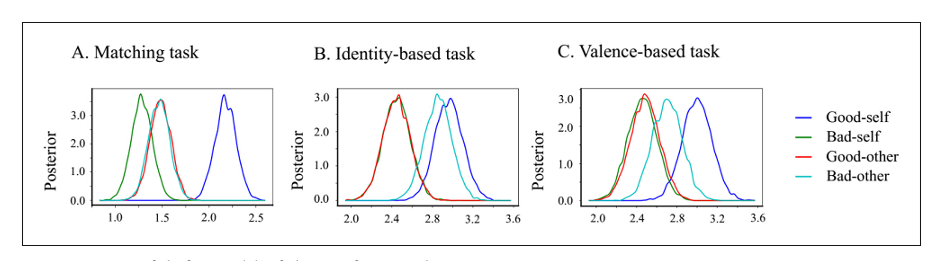 A. Matching task
B. Identity-based task
C. Valence-based task
Posterior
3.0
2.0
1.0
0.0
1.0 1.5 2.0 2.5
Posterior
3.0
2.0
1.0
0.0
2.0 2.4 2.8 3.2 3.6
Posterior
3.0
2.0
1.0
0.0
2.0 2.4 2.8 3.2 3.6
Good-self
Bad-self
Good-other
Bad-other